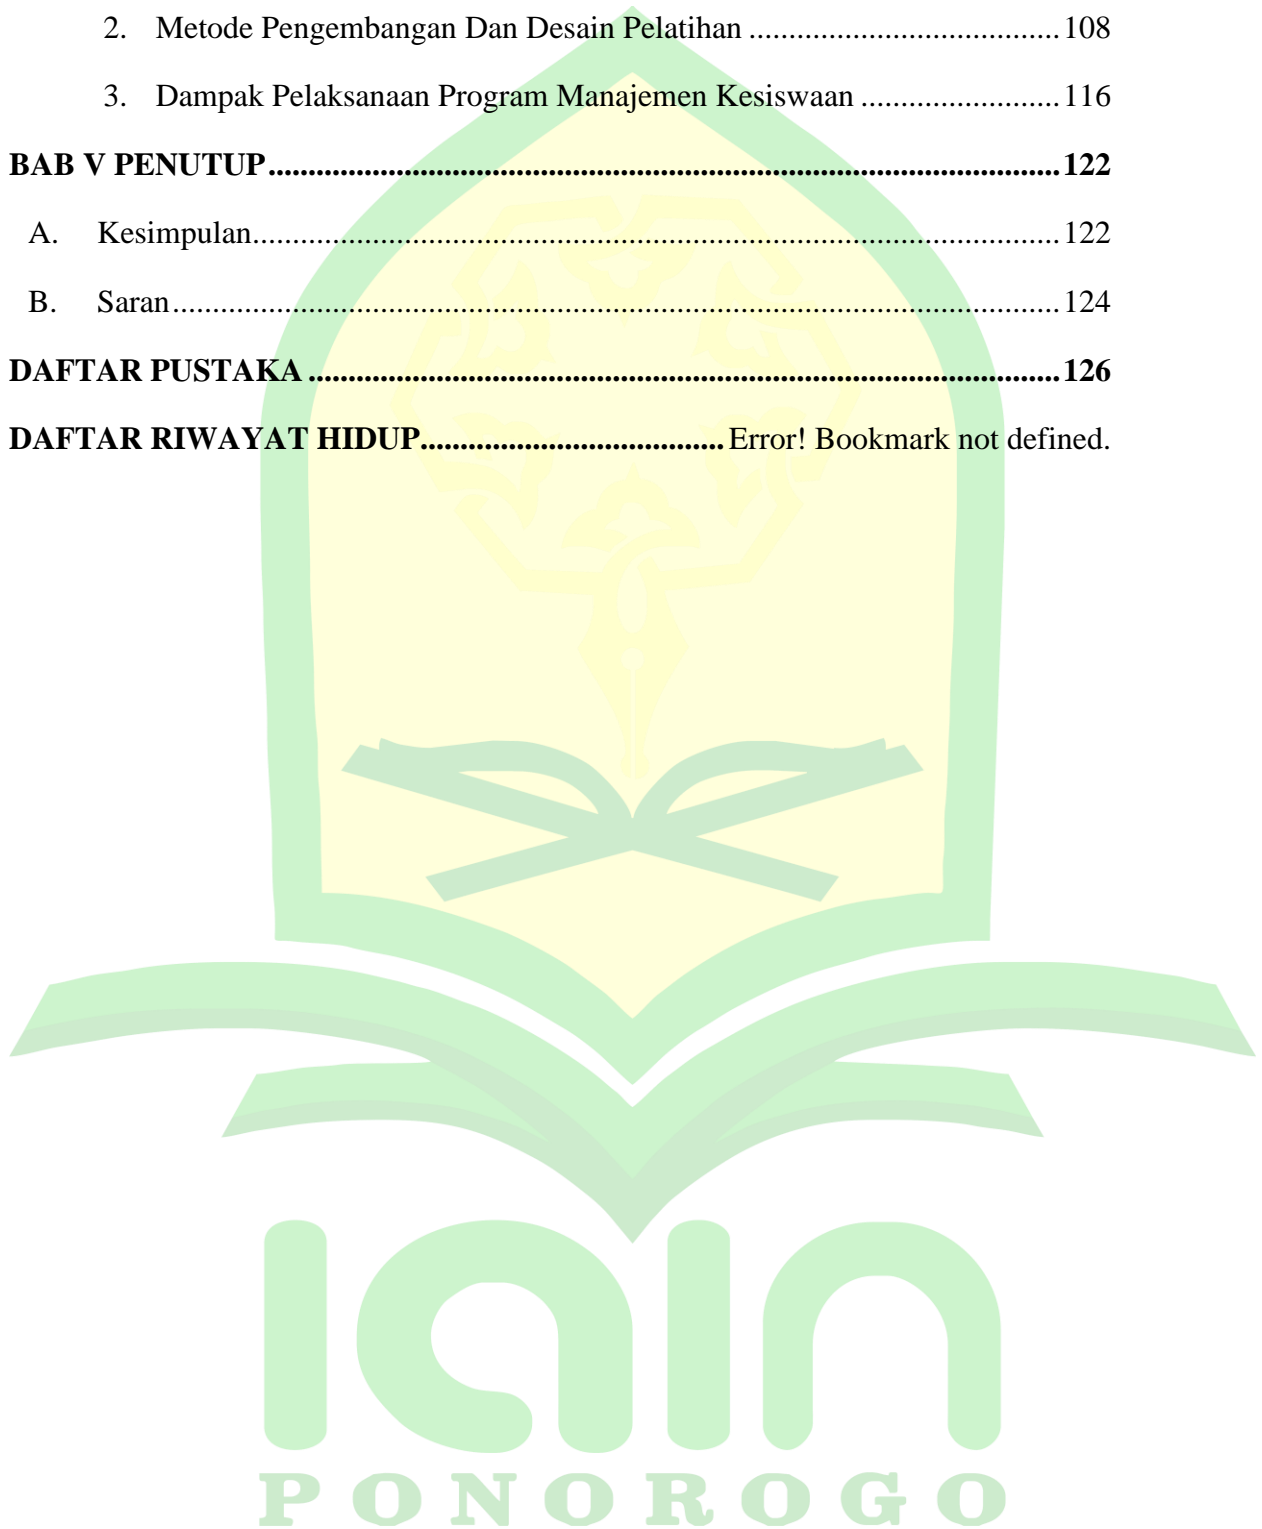 2. Metode Pengembangan Dan Desain Pelatihan .......................................108
3. Dampak Pelaksanaan Program Manajemen Kesiswaan .........................116
BAB V PENUTUP...................................................................................................122
A. Kesimpulan.....................................................................................................122
B. Saran...............................................................................................................124
DAFTAR PUSTAKA ..............................................................................................126
DAFTAR RIWAYAT HIDUP......................................Error! Bookmark not defined.
iain
PONOROGO